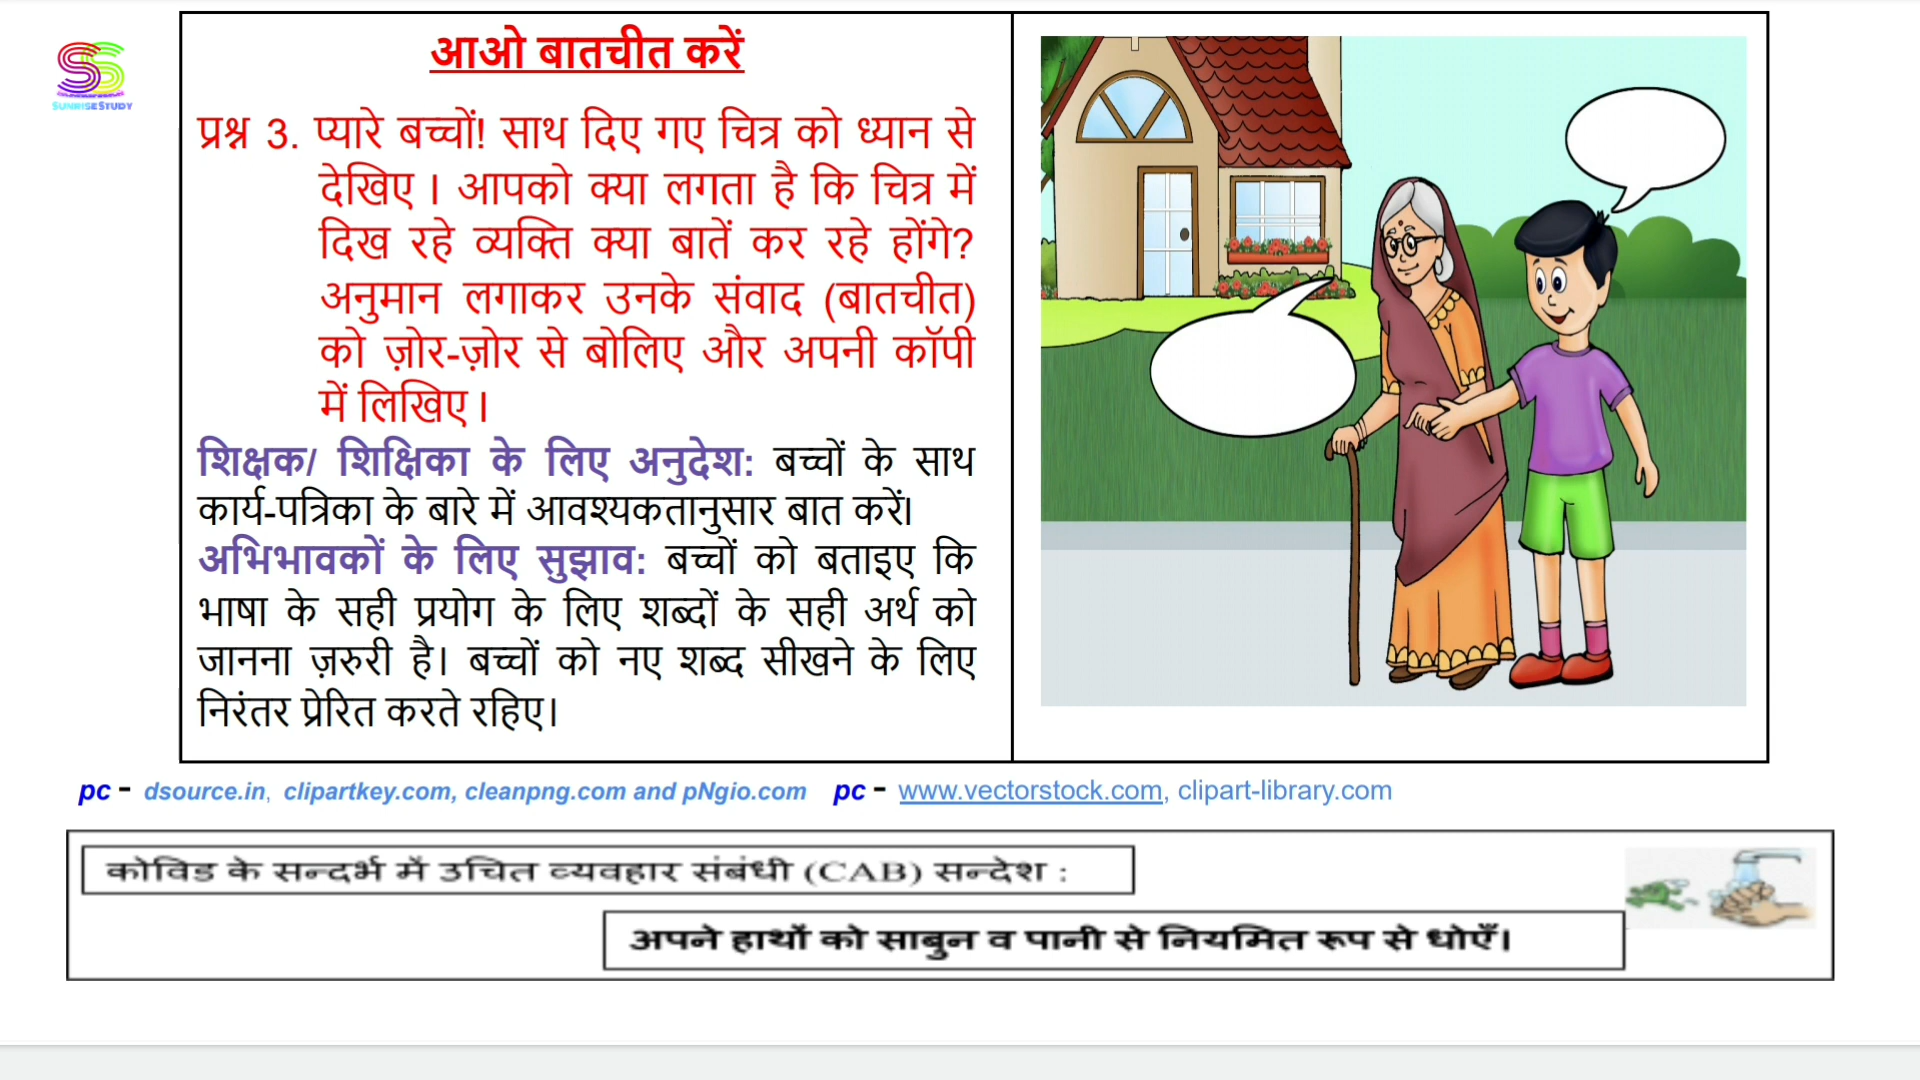 SUNRISE STUDY
आओ बातचीत करें
प्रश्न 3. प्यारे बच्चों! साथ दिए गए चित्र को ध्यान से
देखिए । आपको क्या लगता है कि चित्र में
दिख रहे व्यक्ति क्या बातें कर रहे होंगे?
अनुमान लगाकर उनके संवाद (बातचीत)
को ज़ोर-ज़ोर से बोलिए और अपनी कॉपी
में लिखिए ।
शिक्षक/ शिक्षिका के लिए अनुदेश: बच्चों के साथ
कार्य-पत्रिका के बारे में आवश्यकतानुसार बात करें।
अभिभावकों के लिए सुझाव: बच्चों को बताइए कि
भाषा के सही प्रयोग के लिए शब्दों के सही अर्थ को
जानना ज़रुरी है। बच्चों को नए शब्द सीखने के लिए
निरंतर प्रेरित करते रहिए।
pc - dsource.in, clipartkey.com, cleanpng.com and pNgio.com pc - www.vectorstock.com, clipart-library.com
कोविड के सन्दर्भ में उचित व्यवहार संबंधी (CAB) सन्देश :
अपने हाथों को साबुन व पानी से नियमित रूप से धोएँ।